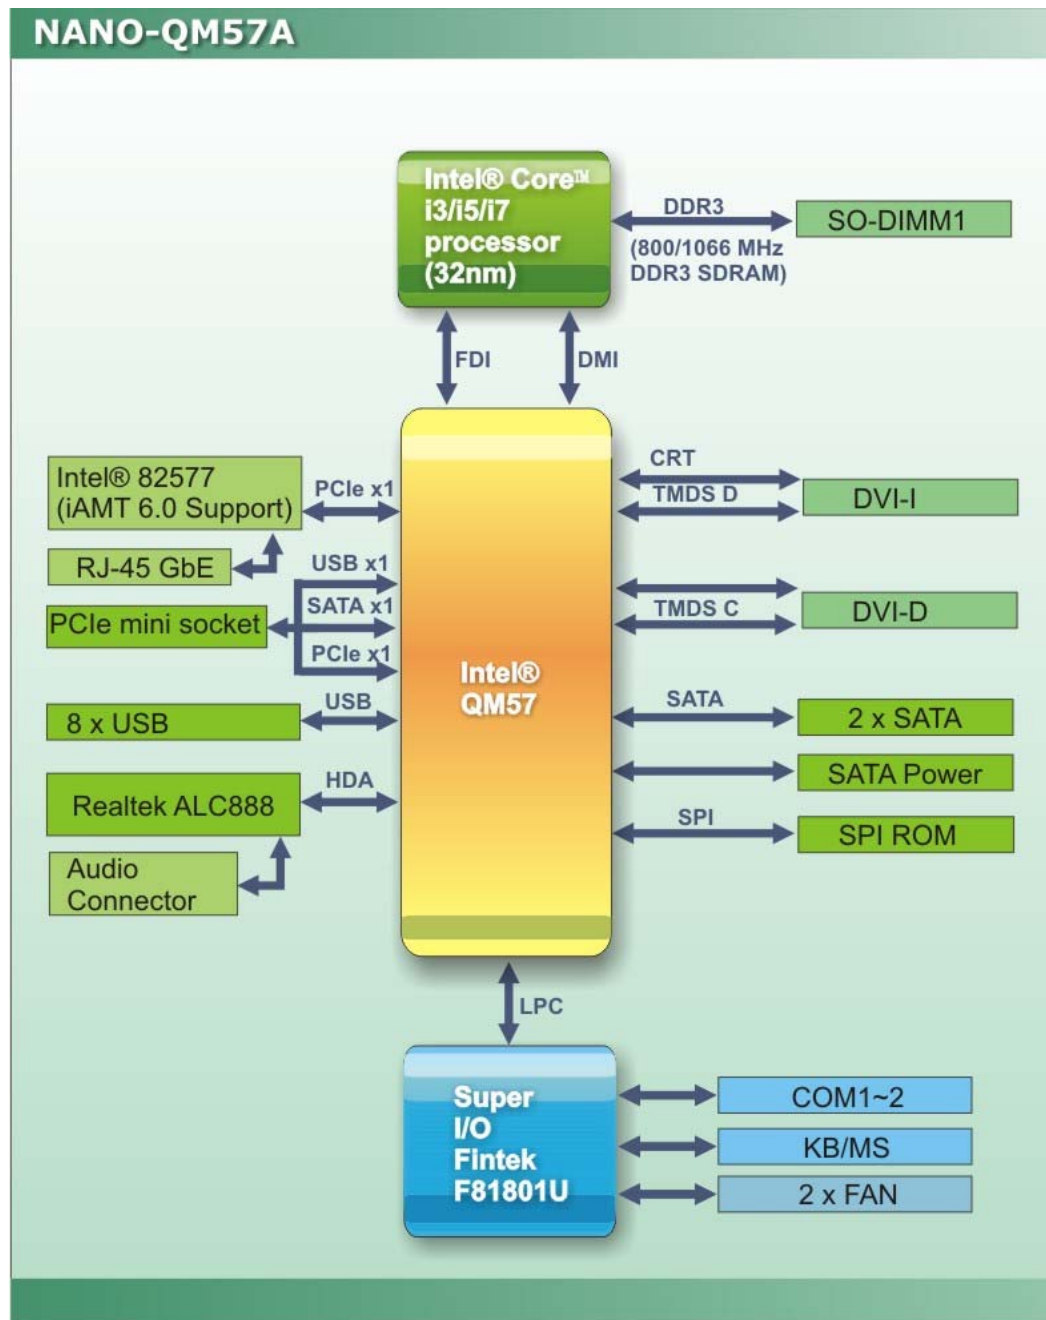 NANO-QM57A
Intel® Core™
i3/i5/i7
processor
(32nm)
DDR3
(800/1066 MHz
DDR3 SDRAM)
SO-DIMM1
FDI
DMI
Intel® 82577
(iAMT 6.0 Support)
PCIe x1
RJ-45 GbE
USB x1
PCIe mini socket
SATA x1
PCIe x1
8 x USB
USB
Realtek ALC888
HDA
Audio
Connector
Intel®
QM57
CRT
TMDS D
DVI-I
TMDS C
DVI-D
SATA
2 x SATA
SATA Power
SPI
SPI ROM
LPC
Super
I/O
Fintek
F81801U
COM1~2
KB/MS
2 x FAN